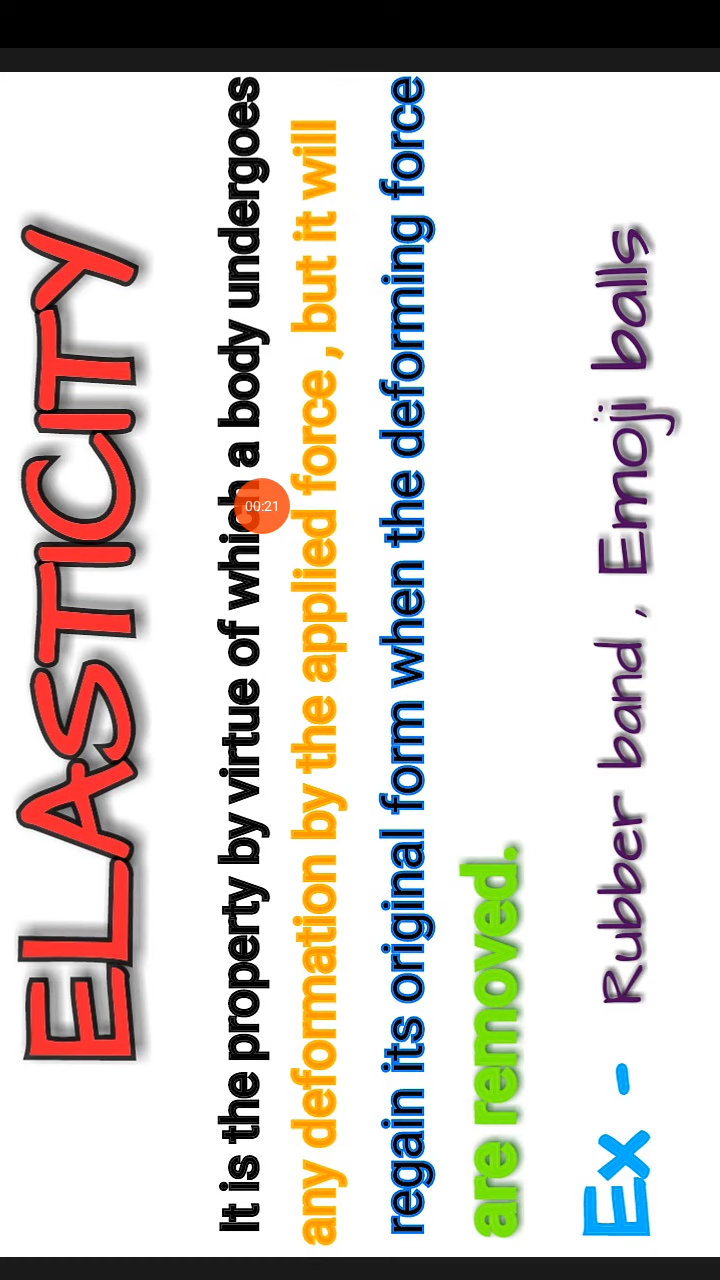 ELASTICITY
It is the property by virtue of which a body undergoes
any deformation by the applied force , but it will
regain its original form when the deforming force
are removed.
Ex - Rubber band , Emoji balls
00:21